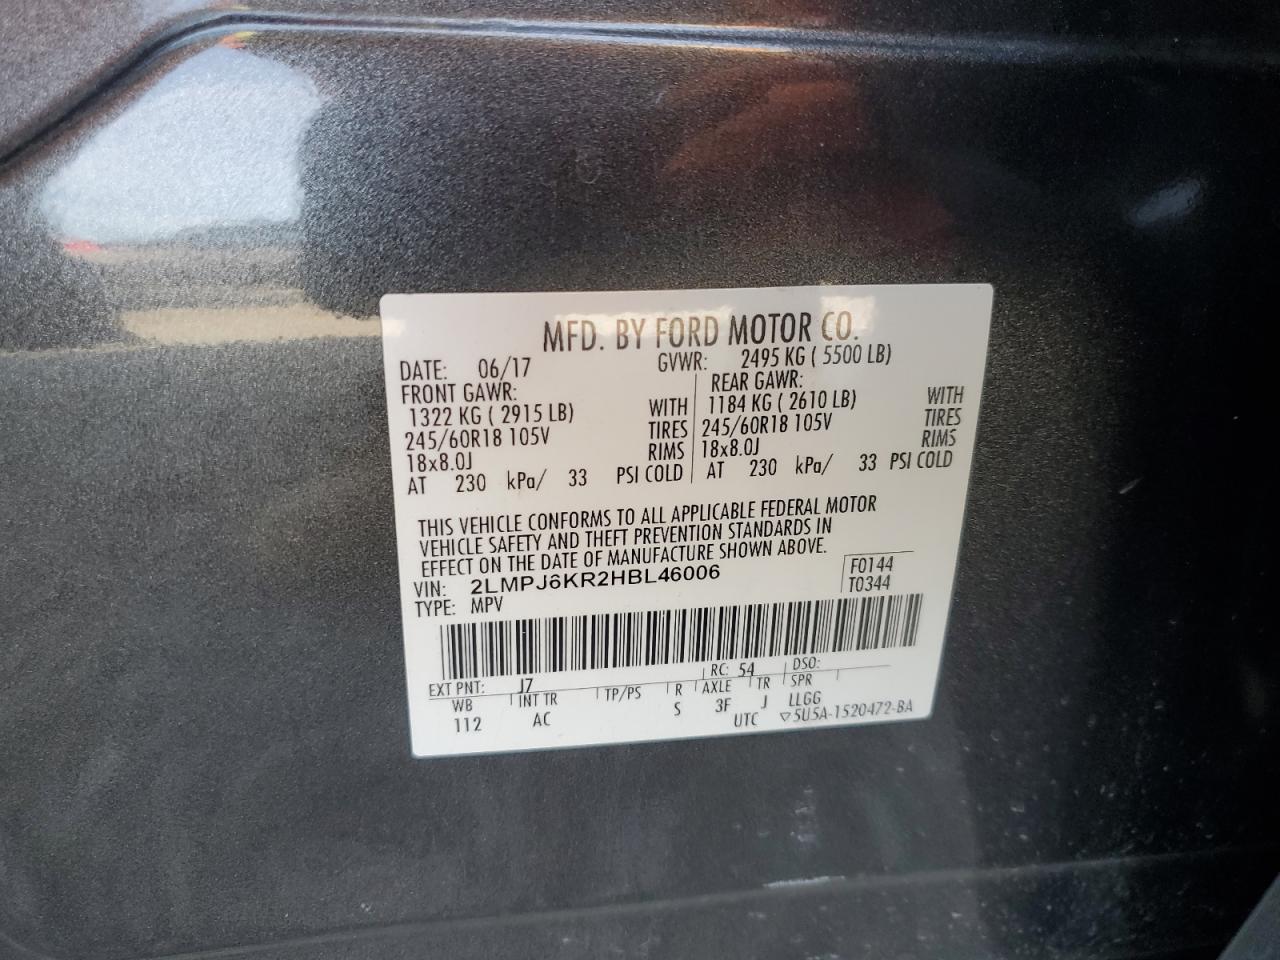 MFD. BY FORD MOTOR CO.
DATE: 06/17 GVWR: 2495 KG ( 5500 LB)
FRONT GAWR: REAR GAWR:
1322 KG ( 2915 LB) WITH 1184 KG ( 2610 LB) WITH
245/60R18 105V TIRES 245/60R18 105V TIRES
18x8.0J RIMS 18x8.0J RIMS
AT 230 kPa/ 33 PSI COLD AT 230 kPa/ 33 PSI COLD
THIS VEHICLE CONFORMS TO ALL APPLICABLE FEDERAL MOTOR
VEHICLE SAFETY AND THEFT PREVENTION STANDARDS IN
EFFECT ON THE DATE OF MANUFACTURE SHOWN ABOVE.
VIN: 2LMPJ6KR2HBL46006 F0144
TYPE: MPV T0344
EXT PNT: J7 RC: 54 DSO:
WB INT TR TP/PS R AXLE TR SPR
112 AC S 3F J LLGG
UTC ▽5U5A-1520472-BA